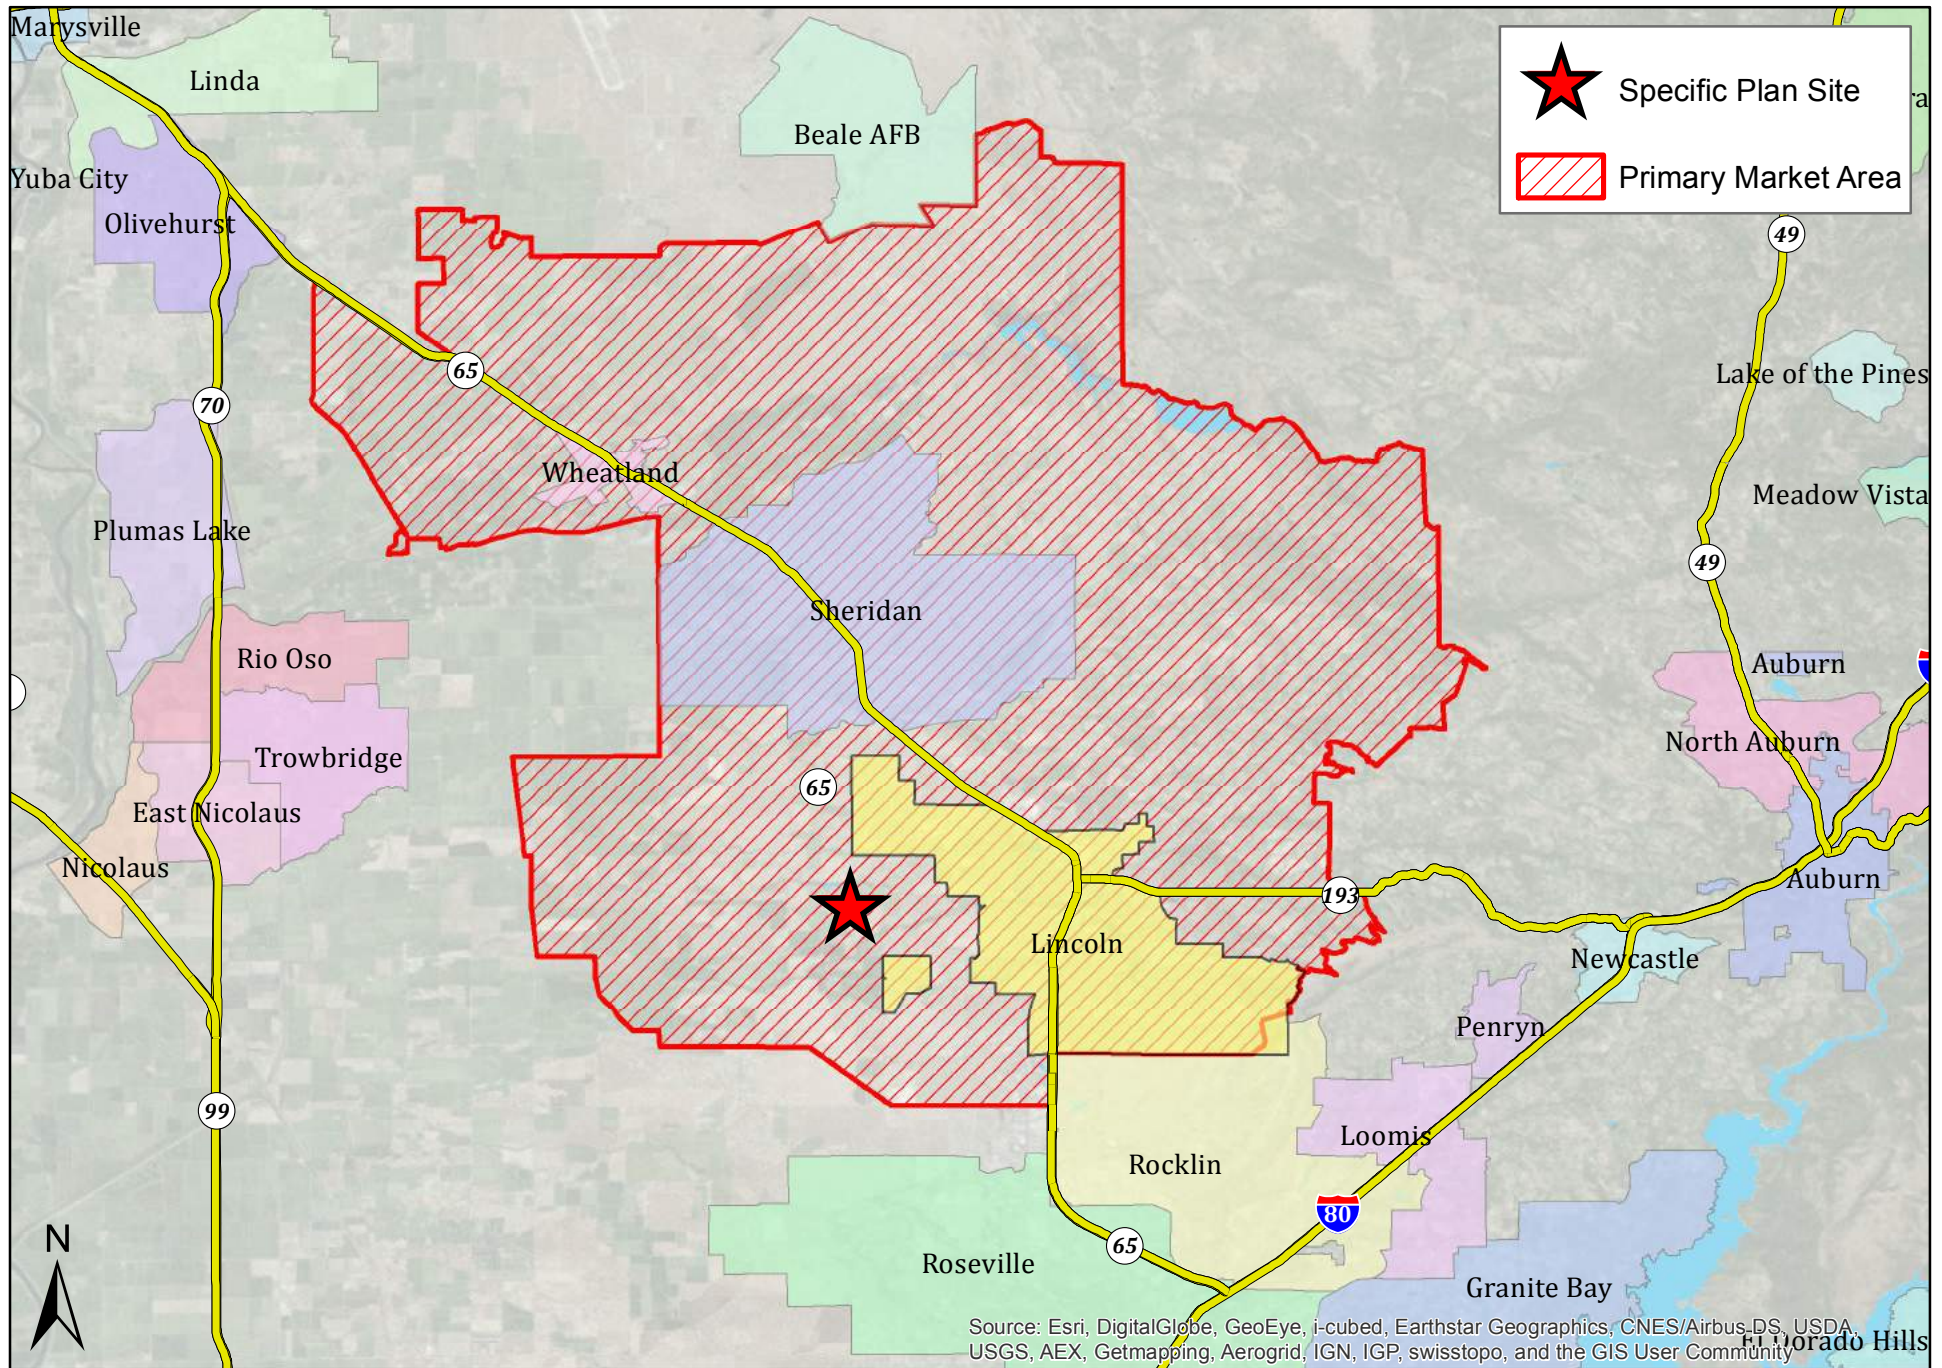 Marysville
Linda
Beale AFB
Specific Plan Site
Primary Market Area
Yuba City
Olivehurst
49
65
70
Lake of the Pines
Wheatland
Meadow Vista
Plumas Lake
49
Sheridan
Rio Oso
Auburn
North Auburn
Trowbridge
65
East Nicolaus
Nicolaus
193
Auburn
Lincoln
Newcastle
Penryn
99
Loomis
Rocklin
80
N
65
Roseville
Granite Bay
Source: Esri, DigitalGlobe, GeoEye, i-cubed, Earthstar Geographics, CNES/Airbus DS, USDA,
USGS, AEX, Getmapping, Aerogrid, IGN, IGP, swisstopo, and the GIS User Community
El Dorado Hills